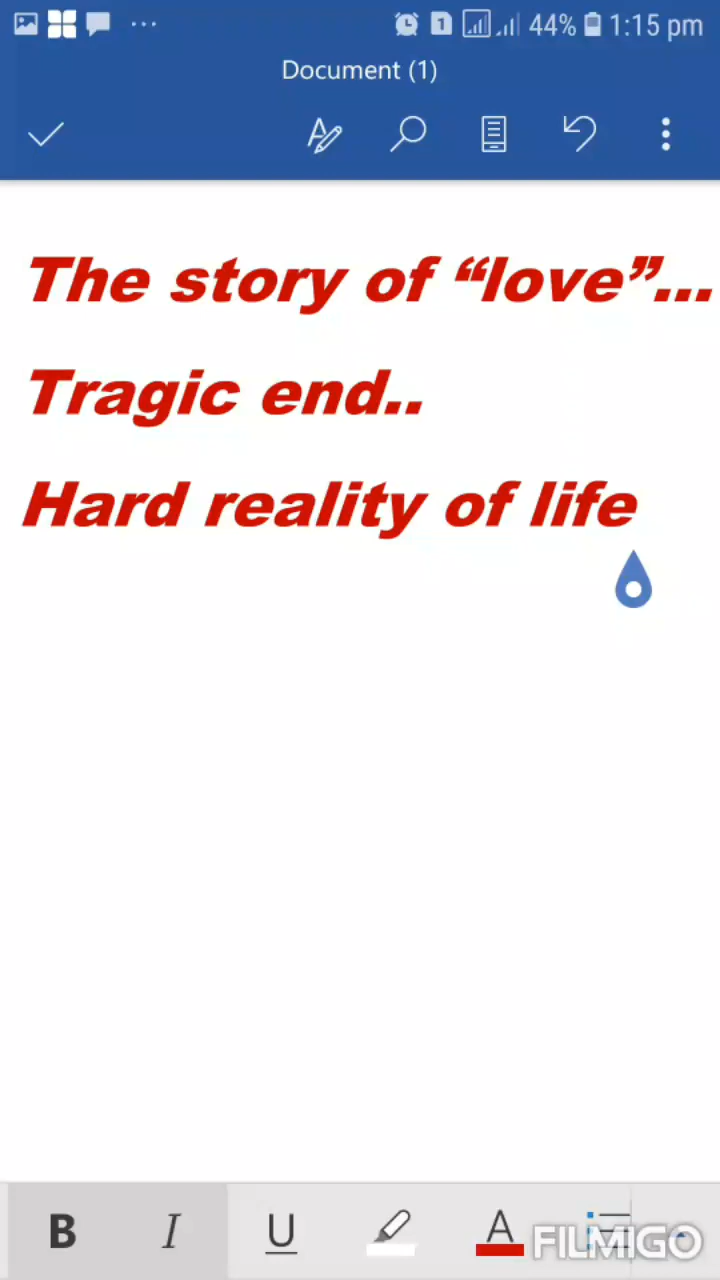 44% 1:15 pm
Document (1)
The story of “love”...
Tragic end..
Hard reality of life
B I U A
FILMIGO